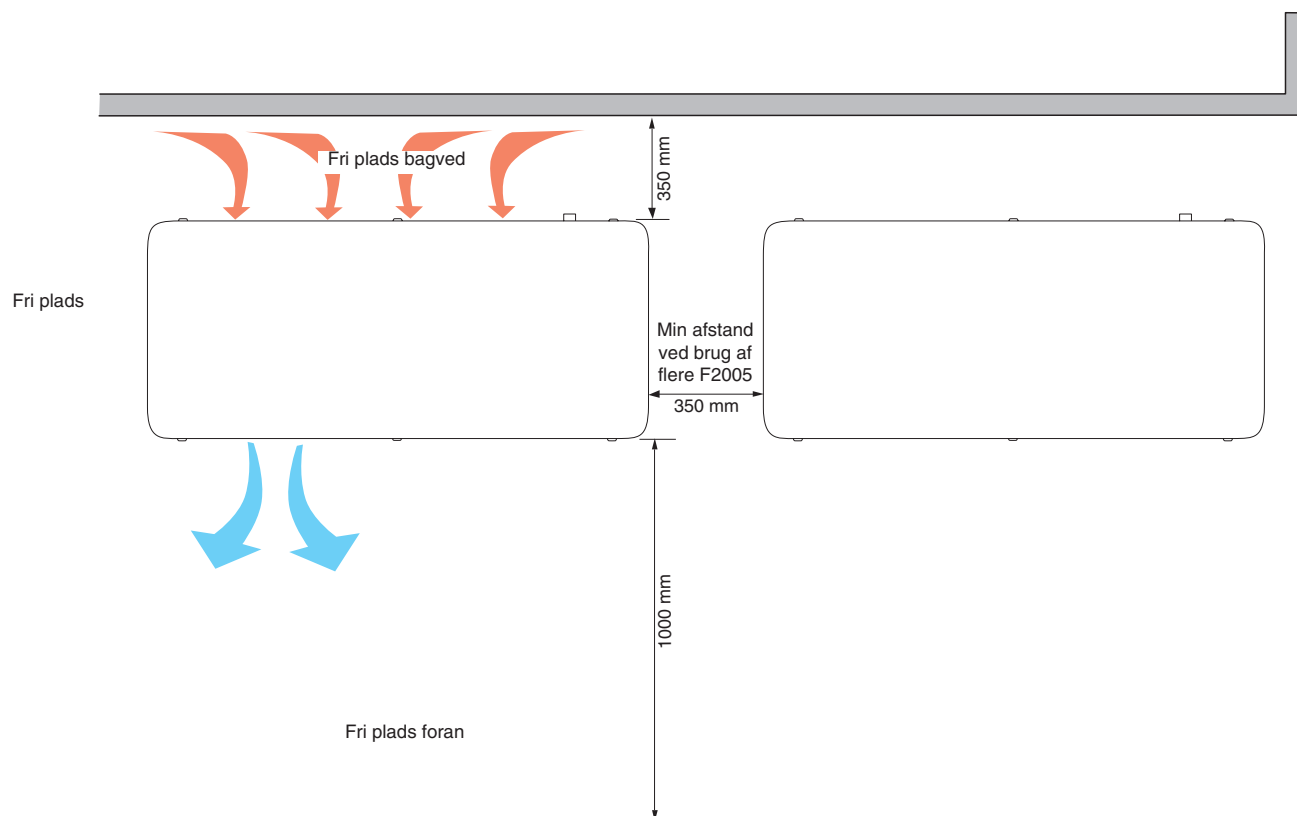 Fri plads bagved
350 mm
Fri plads
Min afstand
ved brug af
flere F2005
350 mm
1000 mm
Fri plads foran